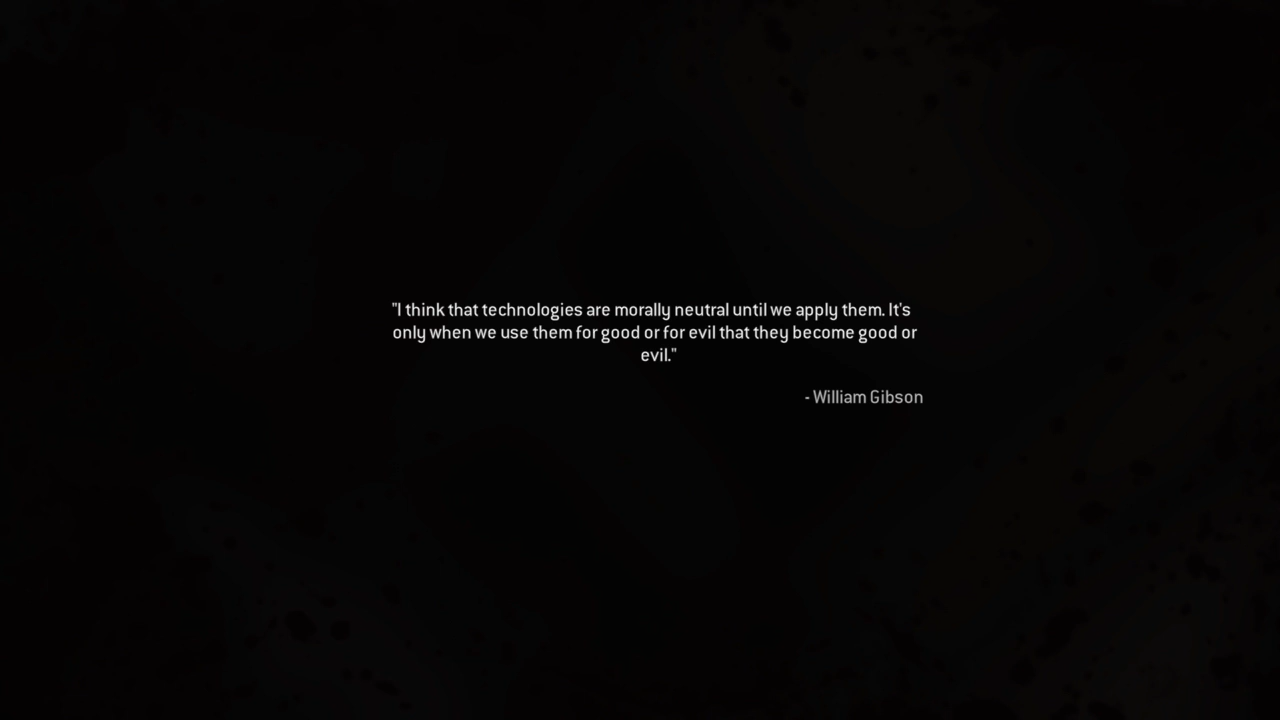 "I think that technologies are morally neutral until we apply them. It's
only when we use them for good or for evil that they become good or
evil."
- William Gibson